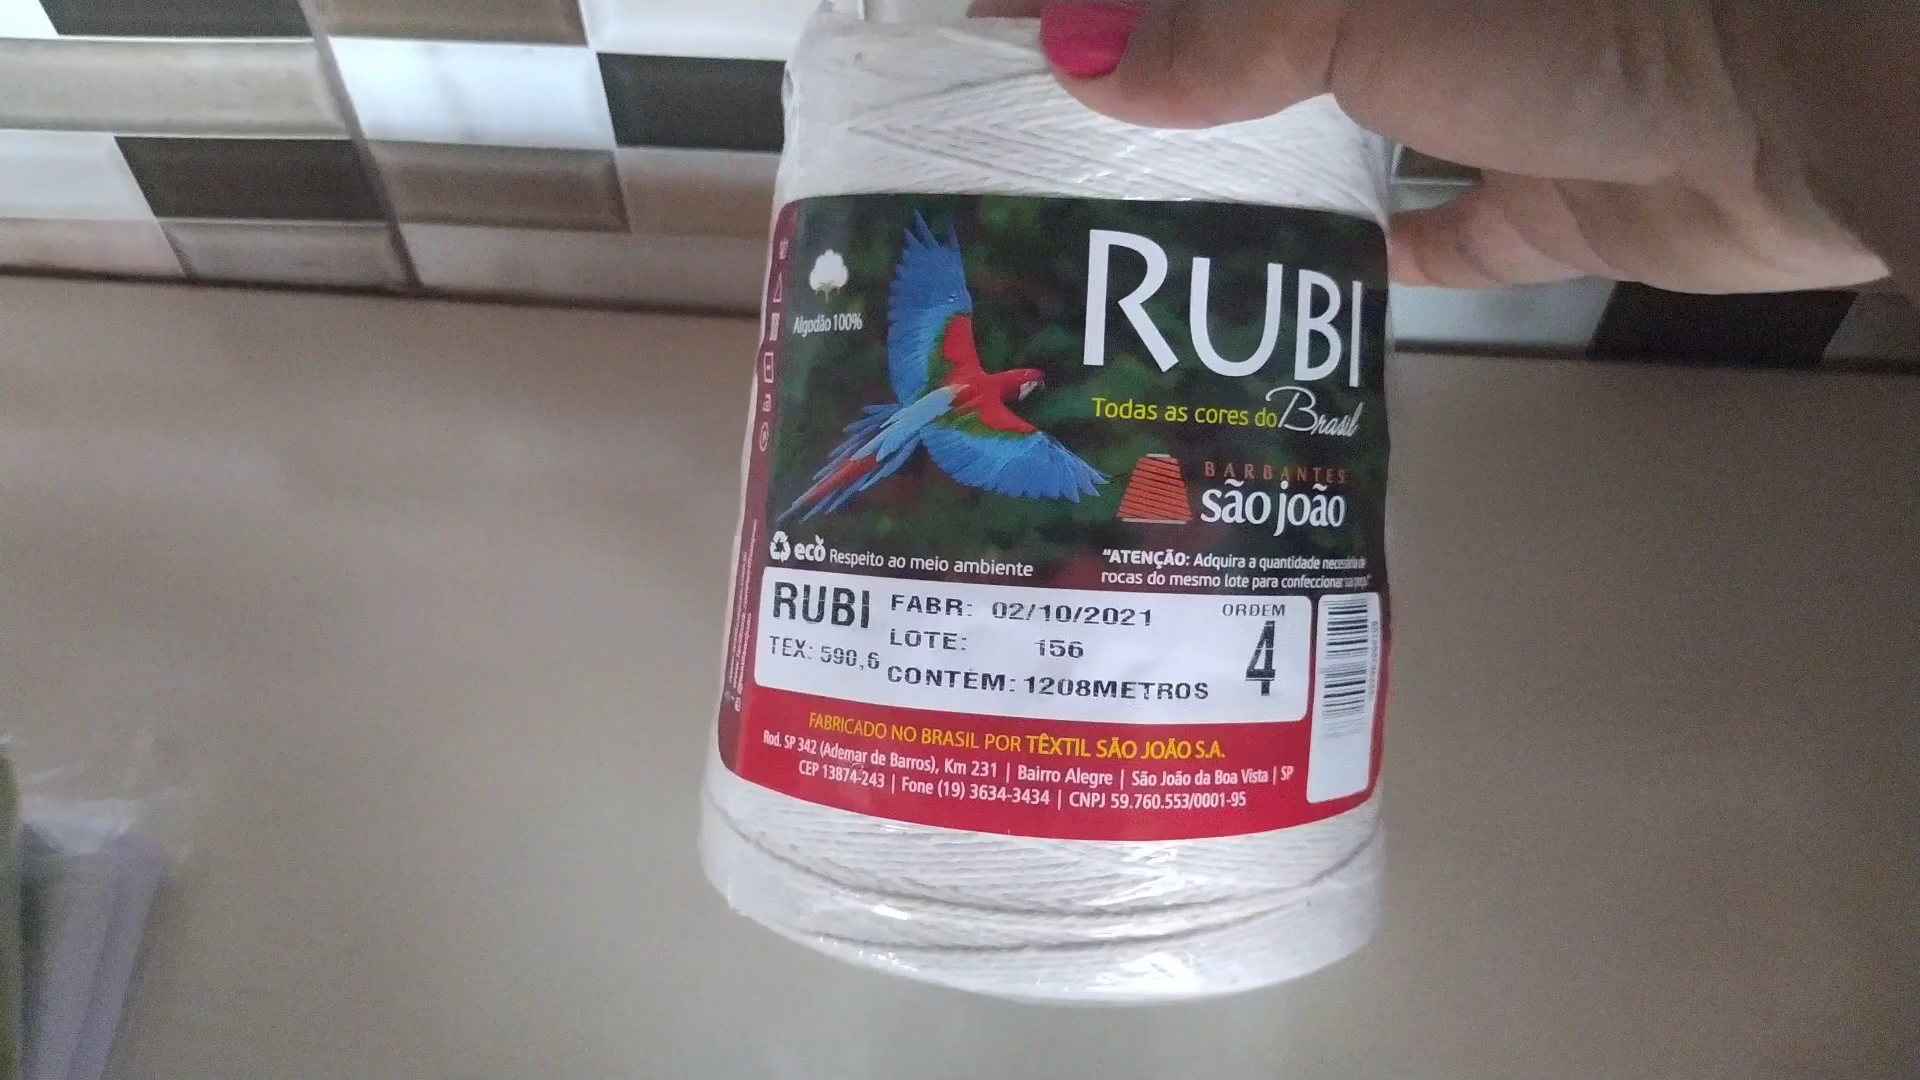 RUBI
Algodão 100%
Todas as cores do Brasil
BARBANTES
são joão
eco Respeito ao meio ambiente
"ATENÇÃO: Adquira a quantidade necessária de
rocas do mesmo lote para confeccionar sua peça"
RUBI
TEX: 590,6
FABR: 02/10/2021
LOTE: 156
CONTÉM: 1208METROS
ORDEM
4
FABRICADO NO BRASIL POR TÊXTIL SÃO JOÃO S.A.
Rod. SP 342 (Ademar de Barros), Km 231 | Bairro Alegre | São João da Boa Vista | SP
CEP 13874-243 | Fone (19) 3634-3434 | CNPJ 59.760.553/0001-95